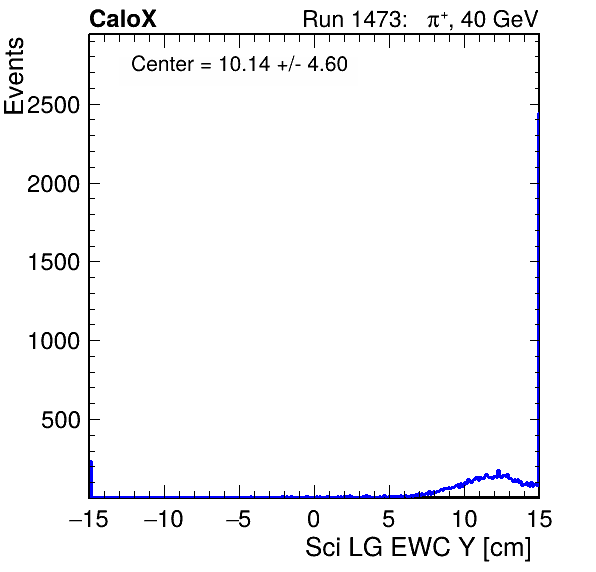 CaloX
Run 1473: π⁺, 40 GeV
Center = 10.14 +/- 4.60
Events
2500
2000
1500
1000
500
−15 −10 −5 0 5 10 15
Sci LG EWC Y [cm]